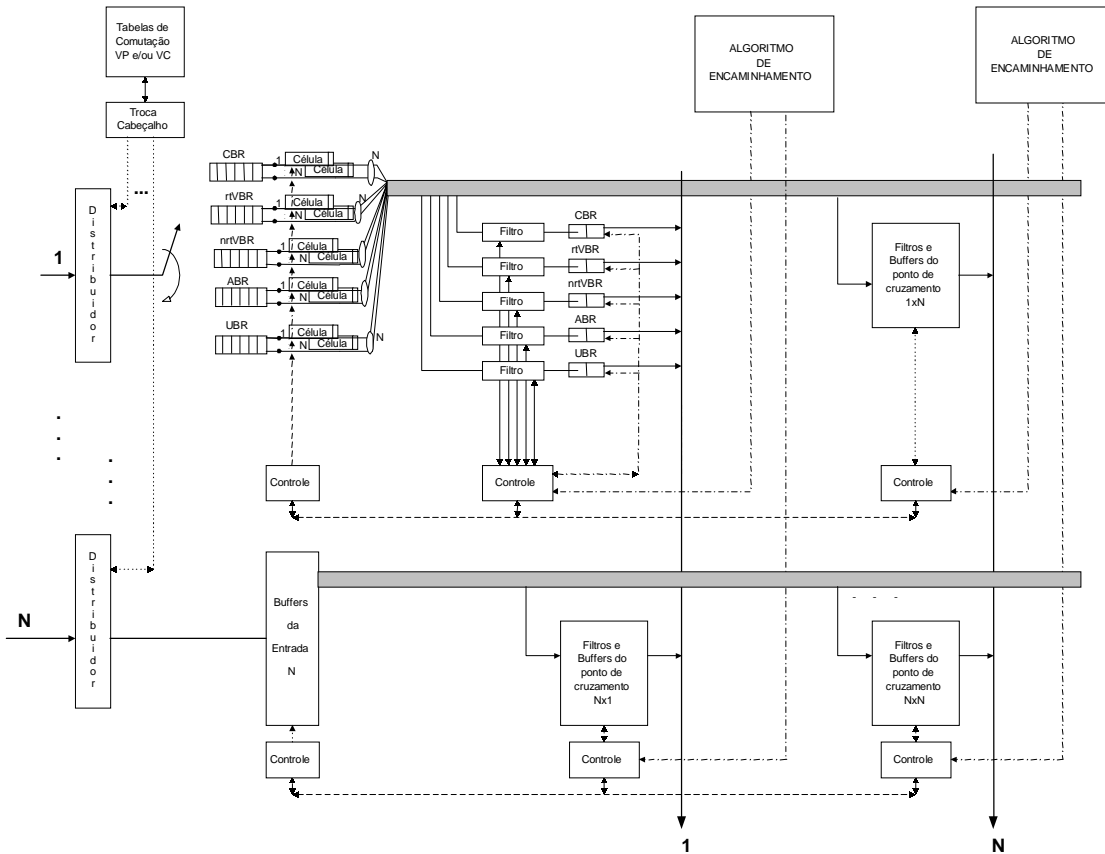 Tabelas de
Comutação
VP e/ou VC
Troca
Cabeçalho
ALGORITMO
DE
ENCAMINHAMENTO
ALGORITMO
DE
ENCAMINHAMENTO
...
1
Distribuidor
CBR
1
Célula
N
Célula
N
rtVBR
1
Célula
N
Célula
N
nrtVBR
1
Célula
N
Célula
ABR
1
Célula
N
Célula
UBR
1
Célula
N
Célula
N
Filtro
CBR
Filtro
rtVBR
Filtro
nrtVBR
Filtro
ABR
Filtro
UBR
Filtros e
Buffers do
ponto de
cruzamento
1xN
Controle
Controle
Controle
N
Distribuidor
Buffers
da
Entrada
N
Filtros e
Buffers do
ponto de
cruzamento
Nx1
- - -
Filtros e
Buffers do
ponto de
cruzamento
NxN
Controle
Controle
Controle
1
N